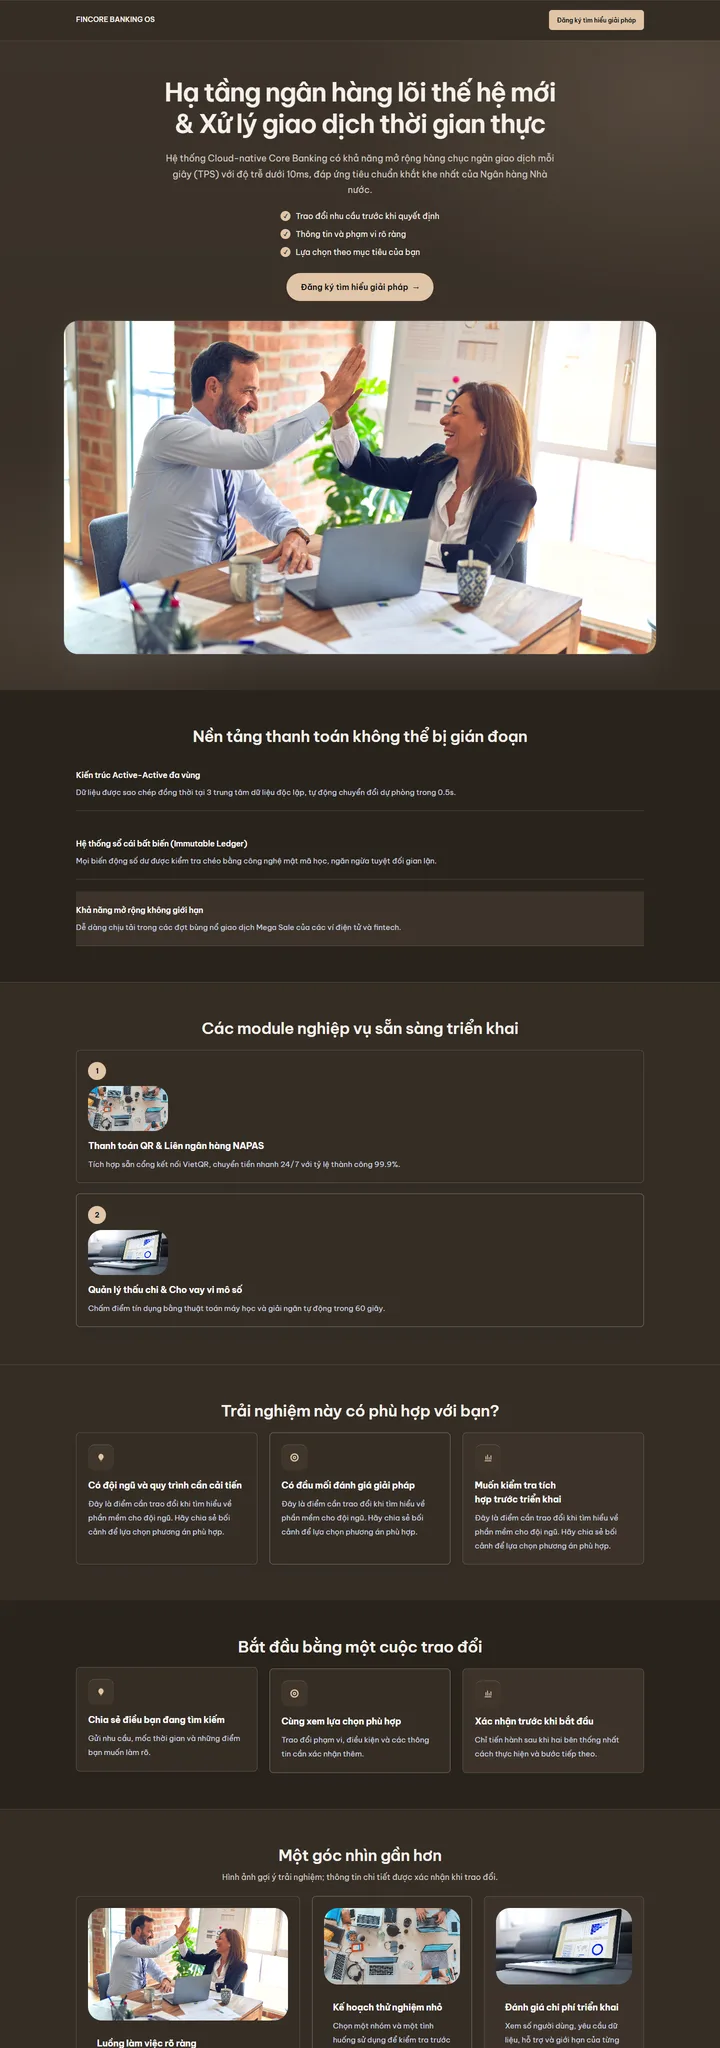 FINCORE BANKING OS
Đăng ký tìm hiểu giải pháp
Hạ tầng ngân hàng lõi thế hệ mới
& Xử lý giao dịch thời gian thực
Hệ thống Cloud-native Core Banking có khả năng mở rộng hàng chục ngàn giao dịch mỗi
giây (TPS) với độ trễ dưới 10ms, đáp ứng tiêu chuẩn khắt khe nhất của Ngân hàng Nhà
nước.
Trao đổi nhu cầu trước khi quyết định
Thông tin và phạm vi rõ ràng
Lựa chọn theo mục tiêu của bạn
Đăng ký tìm hiểu giải pháp →
Nền tảng thanh toán không thể bị gián đoạn
Kiến trúc Active-Active đa vùng
Dữ liệu được sao chép đồng thời tại 3 trung tâm dữ liệu độc lập, tự động chuyển đổi dự phòng trong 0.5s.
Hệ thống sổ cái bất biến (Immutable Ledger)
Mọi biến động số dư được kiểm tra chéo bằng công nghệ mật mã học, ngăn ngừa tuyệt đối gian lận.
Khả năng mở rộng không giới hạn
Dễ dàng chịu tải trong các đợt bùng nổ giao dịch Mega Sale của các ví điện tử và fintech.
Các module nghiệp vụ sẵn sàng triển khai
1
Thanh toán QR & Liên ngân hàng NAPAS
Tích hợp sẵn cổng kết nối VietQR, chuyển tiền nhanh 24/7 với tỷ lệ thành công 99.9%.
2
Quản lý thấu chi & Cho vay vi mô số
Chấm điểm tín dụng bằng thuật toán máy học và giải ngân tự động trong 60 giây.
Trải nghiệm này có phù hợp với bạn?
Có đội ngũ và quy trình cần cải tiến
Đây là điểm cần trao đổi khi tìm hiểu về
phần mềm cho đội ngũ. Hãy chia sẻ bối
cảnh để lựa chọn phương án phù hợp.
Có đầu mối đánh giá giải pháp
Đây là điểm cần trao đổi khi tìm hiểu về
phần mềm cho đội ngũ. Hãy chia sẻ bối
cảnh để lựa chọn phương án phù hợp.
Muốn kiểm tra tích
hợp trước triển khai
Đây là điểm cần trao đổi khi tìm hiểu về
phần mềm cho đội ngũ. Hãy chia sẻ bối
cảnh để lựa chọn phương án phù hợp.
Bắt đầu bằng một cuộc trao đổi
Chia sẻ điều bạn đang tìm kiếm
Gửi nhu cầu, mốc thời gian và những điểm
bạn muốn làm rõ.
Cùng xem lựa chọn phù hợp
Trao đổi phạm vi, điều kiện và các thông
tin cần xác nhận thêm.
Xác nhận trước khi bắt đầu
Chỉ tiến hành sau khi hai bên thống nhất
cách thực hiện và bước tiếp theo.
Một góc nhìn gần hơn
Hình ảnh gợi ý trải nghiệm; thông tin chi tiết được xác nhận khi trao đổi.
Luồng làm việc rõ ràng
Kế hoạch thử nghiệm nhỏ
Chọn một nhóm và một tình
huống sử dụng để kiểm tra trước
Đánh giá chi phí triển khai
Xem số người dùng, yêu cầu dữ
liệu, hỗ trợ và giới hạn của từng